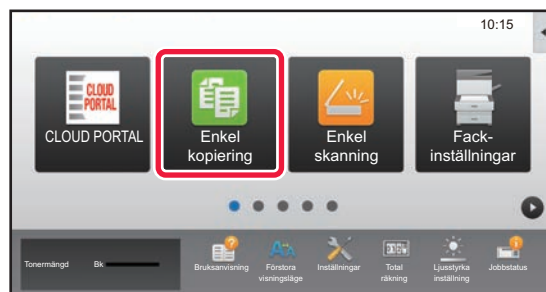 10:15
CLOUD
PORTAL
CLOUD PORTAL
Enkel
kopiering
Enkel
skanning
Fack-
inställningar
Tonermängd
Bk
Bruksanvisning
Förstora
visningsläge
Inställningar
Total
räkning
Ljusstyrka
inställning
Jobbstatus